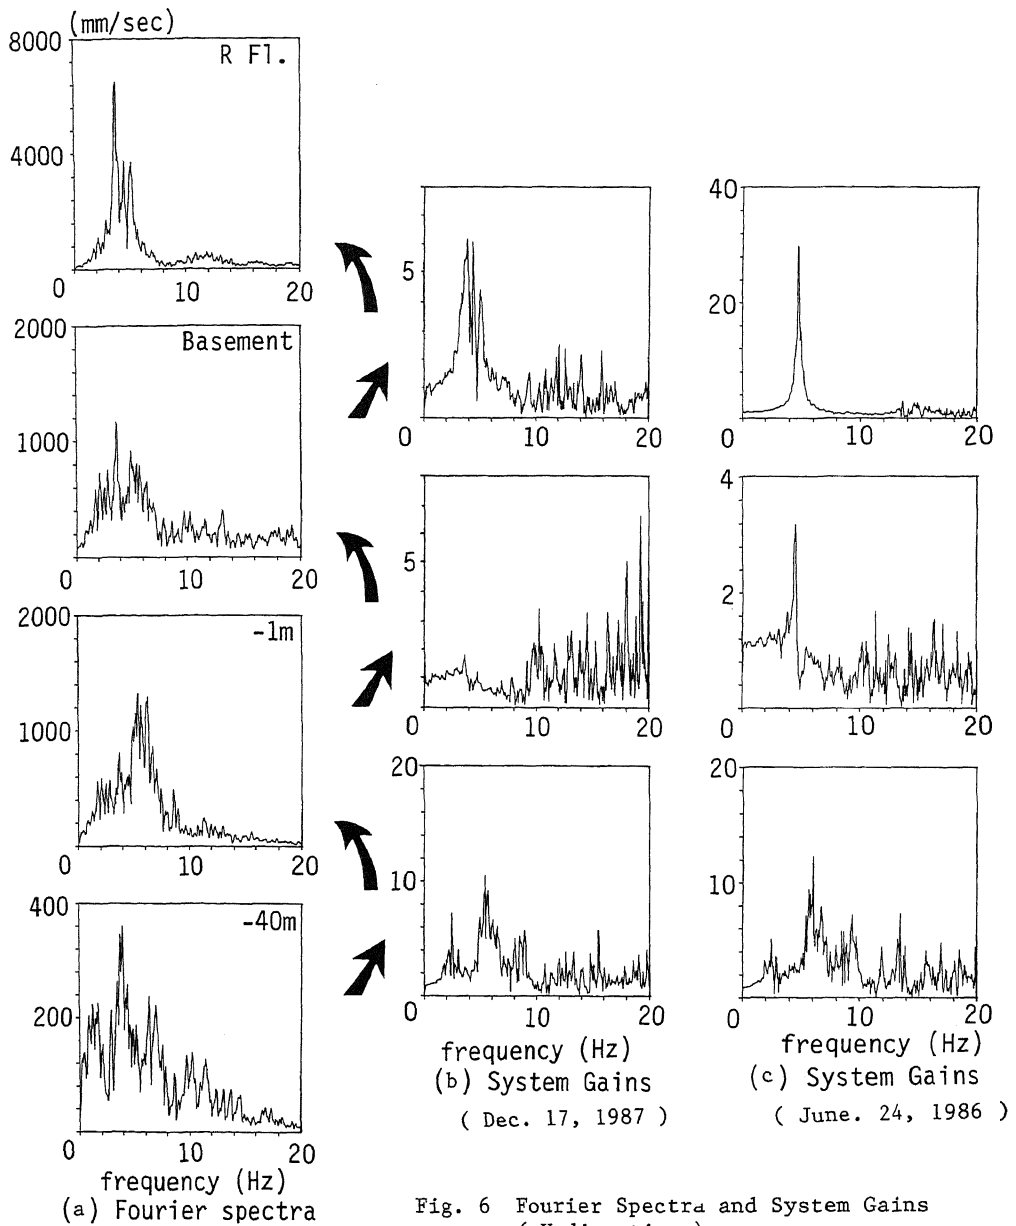 (mm/sec)
8000
R Fl.
4000
0 10 20
2000
Basement
1000
0 10 20
2000
-1m
1000
0 10 20
400
-40m
200
0 10 20
frequency (Hz)
(a) Fourier spectra
5
0 10 20
5
0 10 20
20
10
0 10 20
frequency (Hz)
(b) System Gains
( Dec. 17, 1987 )
40
20
0 10 20
4
2
0 10 20
20
10
0 10 20
frequency (Hz)
(c) System Gains
( June. 24, 1986 )
Fig. 6 Fourier Spectra and System Gains